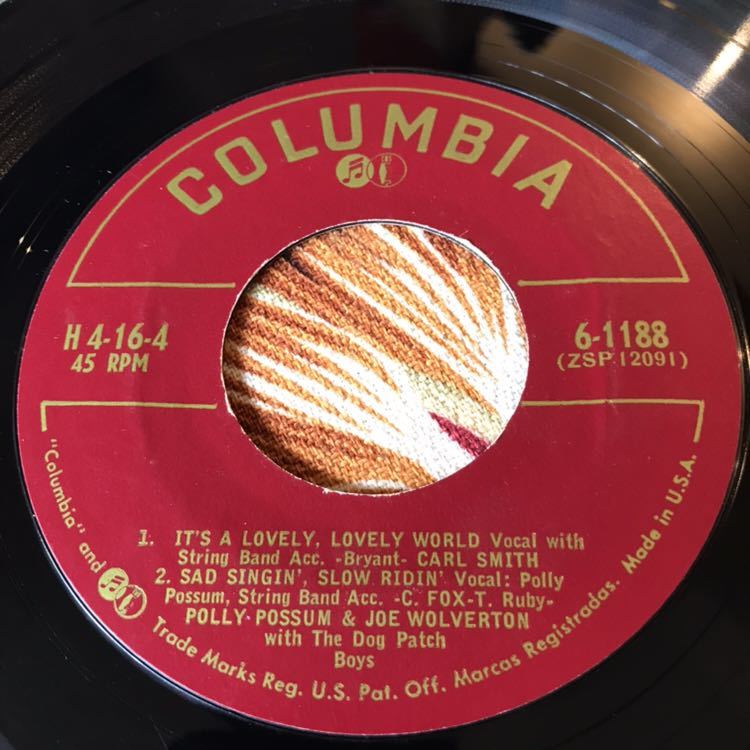 COLUMBIA
H 4-16-4
45 RPM
6-1188
(ZSP 12091)
1. IT'S A LOVELY, LOVELY WORLD Vocal with
String Band Acc. -Bryant- CARL SMITH
2. SAD SINGIN', SLOW RIDIN' Vocal: Polly
Possum, String Band Acc. -C. FOX-T. Ruby-
POLLY POSSUM & JOE WOLVERTON
with The Dog Patch
Boys
"Columbia" and Trade Marks Reg. U.S. Pat. Off. Marcas Registradas. Made in U.S.A.